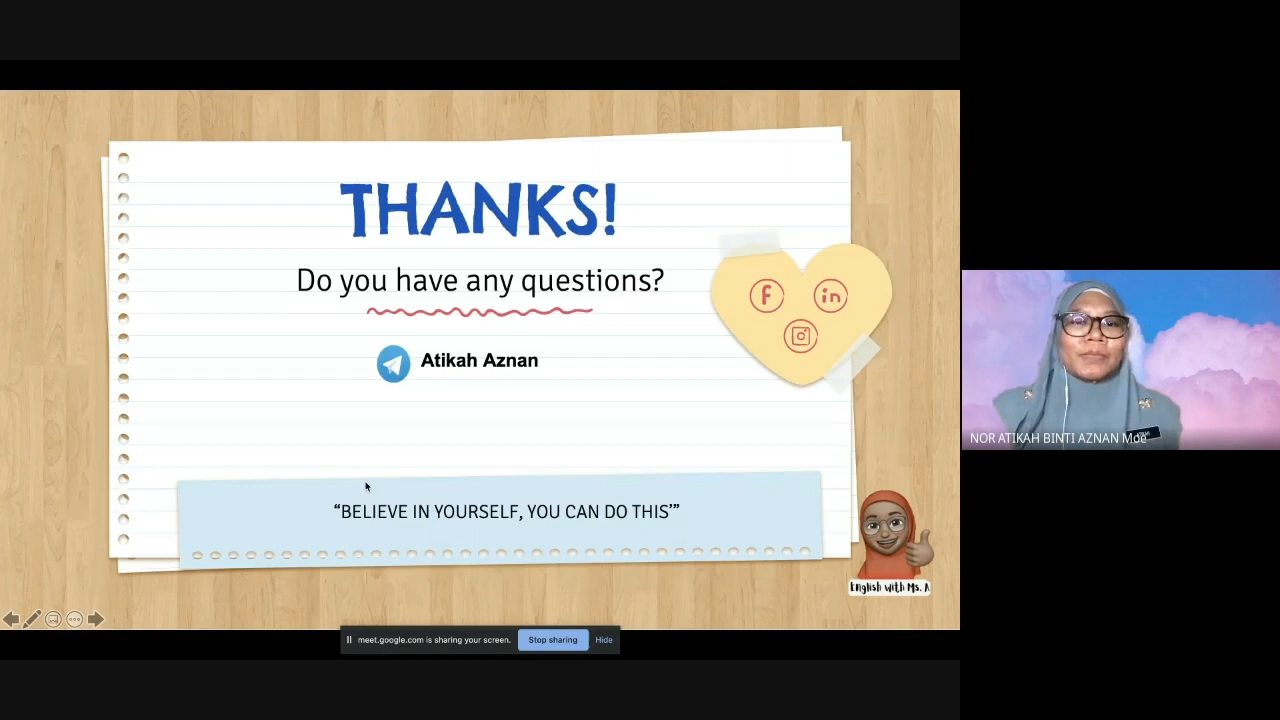 THANKS!
Do you have any questions?
Atikah Aznan
“BELIEVE IN YOURSELF, YOU CAN DO THIS’”
English with Ms. A
meet.google.com is sharing your screen.
Stop sharing
Hide
NOR ATIKAH BINTI AZNAN Moe